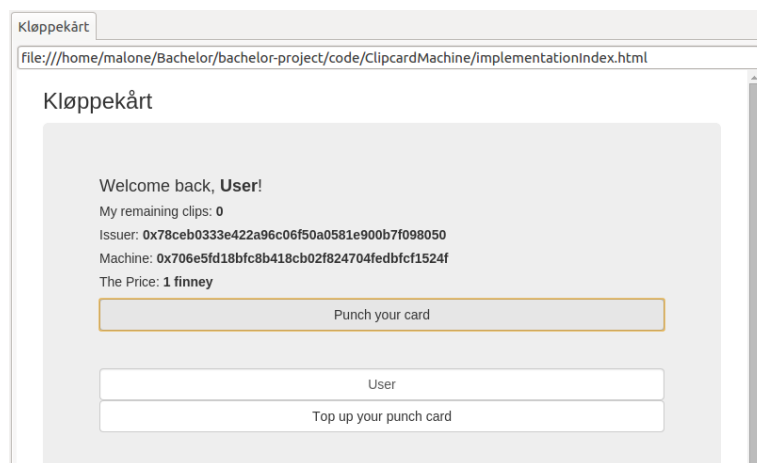 Kløppekårt
file:///home/malone/Bachelor/bachelor-project/code/ClipcardMachine/implementationIndex.html
Kløppekårt
Welcome back, User!
My remaining clips: 0
Issuer: 0x78ceb0333e422a96c06f50a0581e900b7f098050
Machine: 0x706e5fd18bfc8b418cb02f824704fedbfcf1524f
The Price: 1 finney
Punch your card
User
Top up your punch card